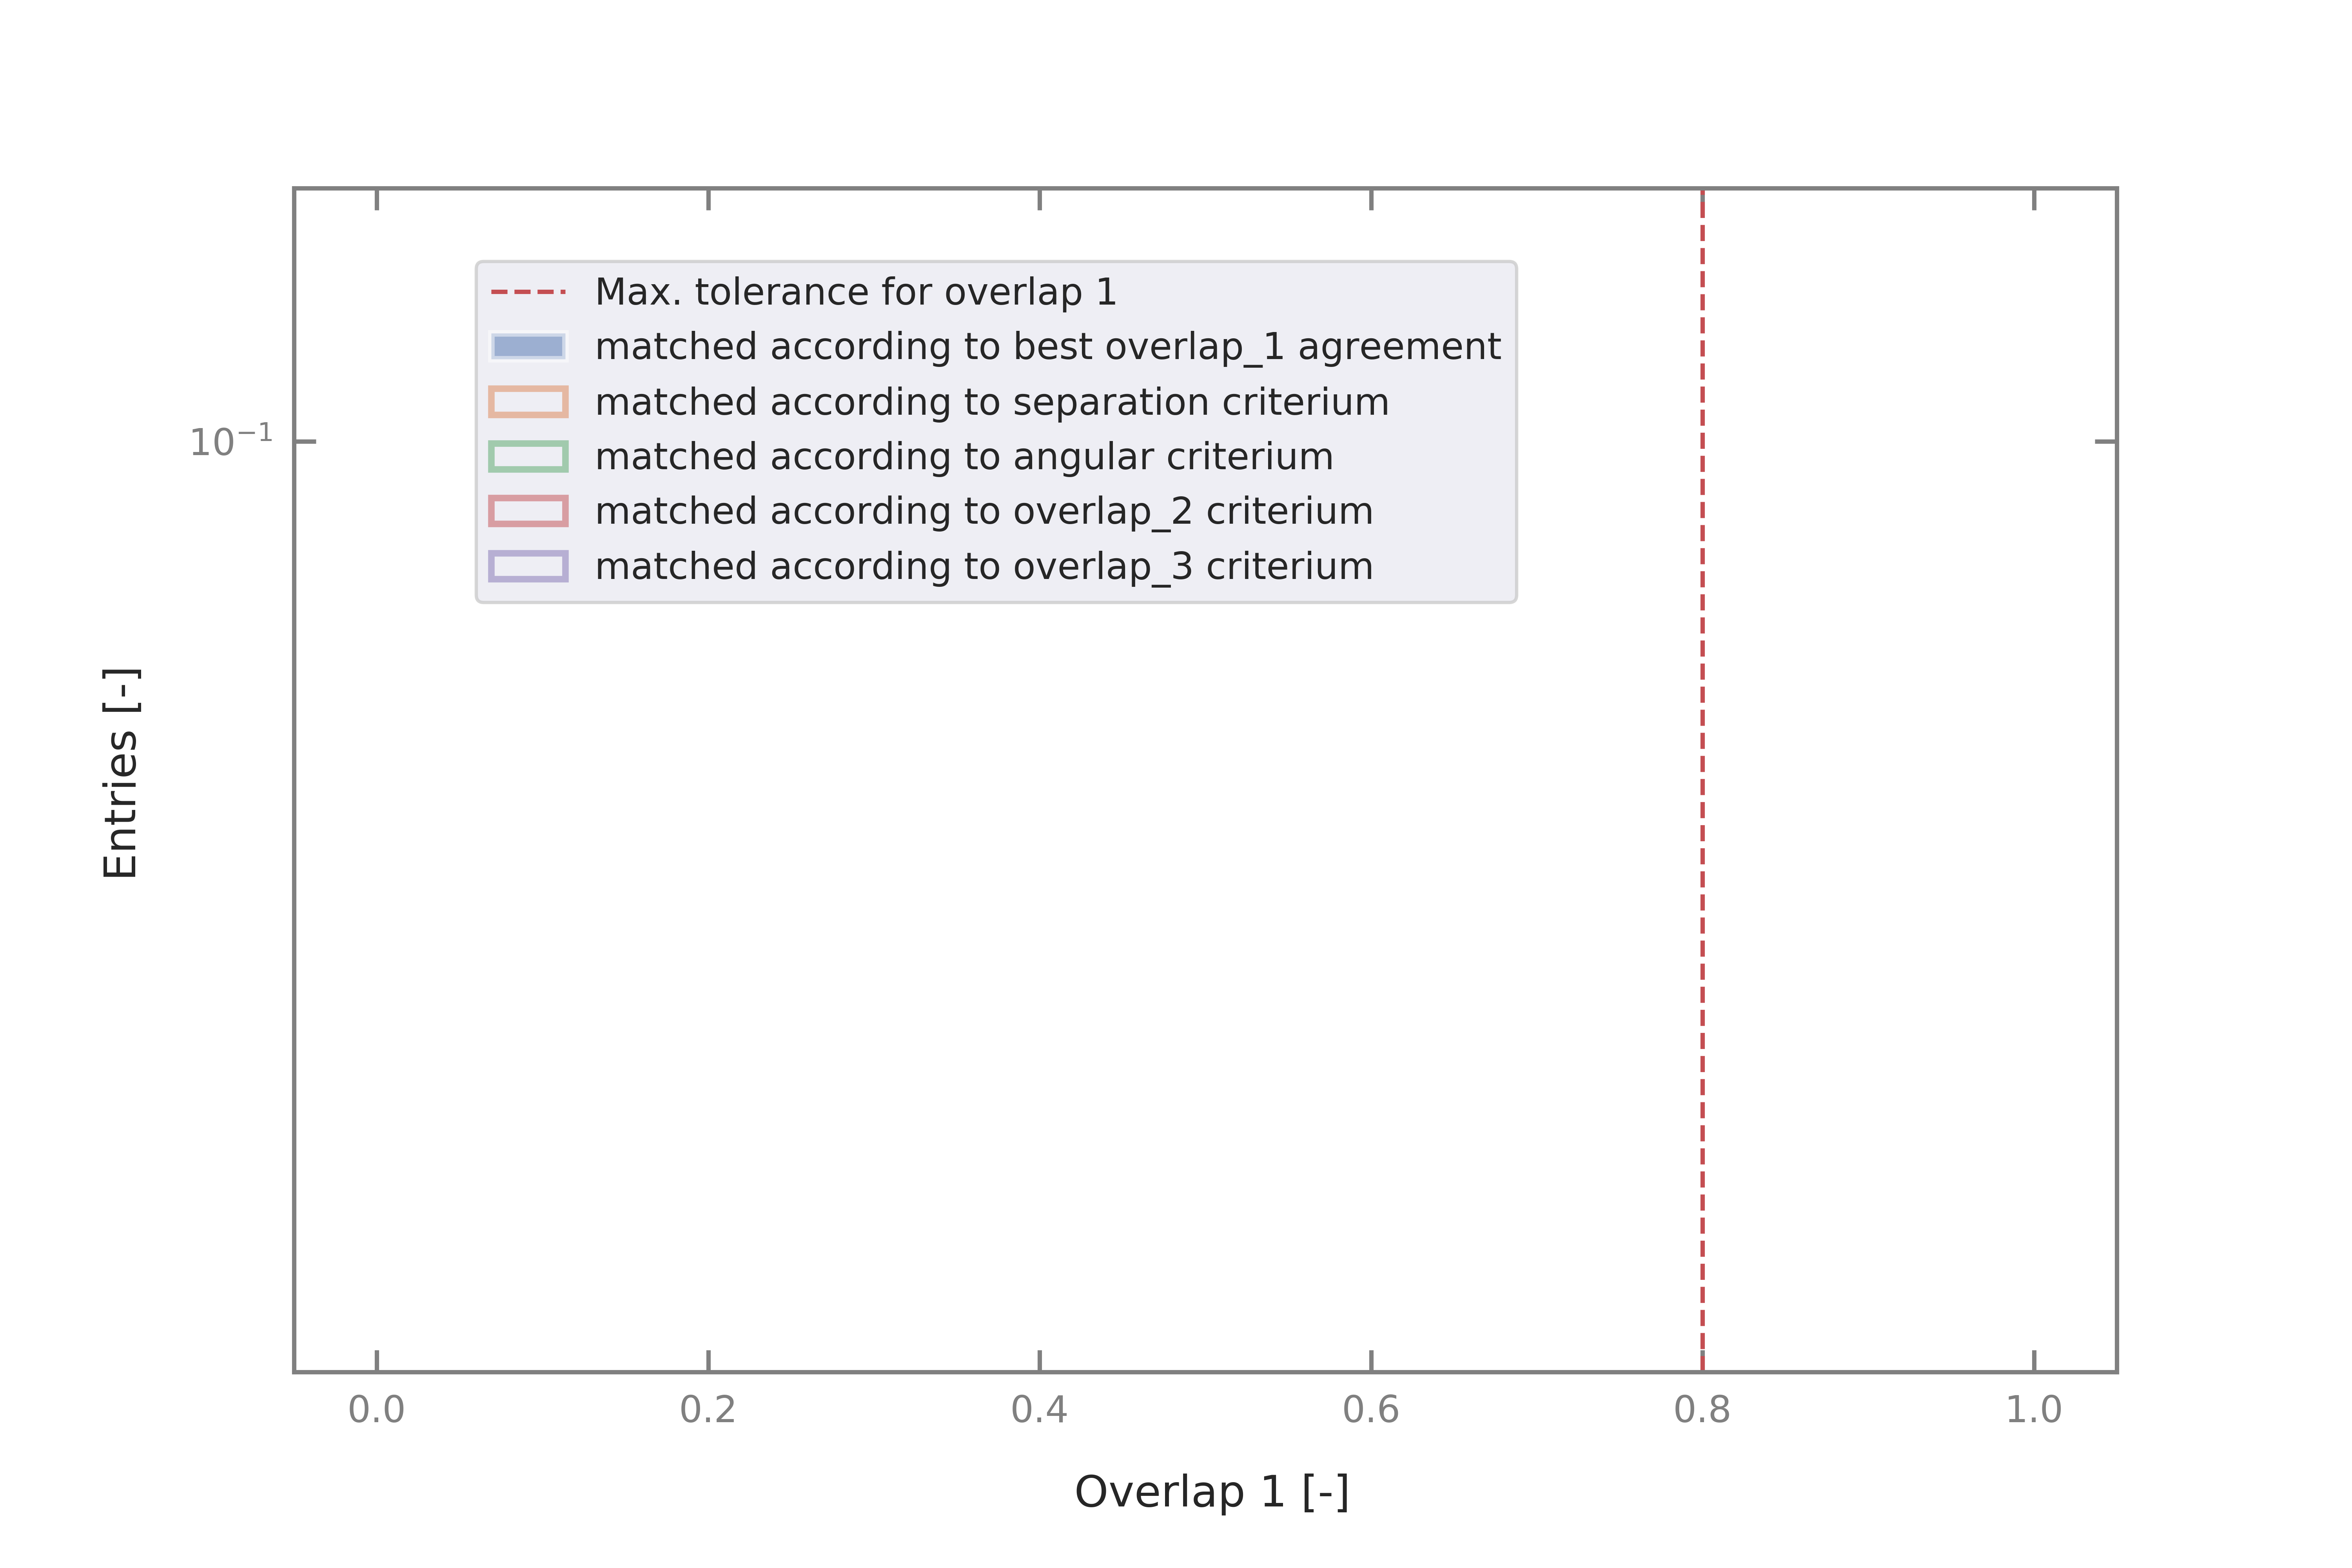 Max. tolerance for overlap 1
matched according to best overlap_1 agreement
matched according to separation criterium
matched according to angular criterium
matched according to overlap_2 criterium
matched according to overlap_3 criterium
10⁻¹
Entries [-]
0.0 0.2 0.4 0.6 0.8 1.0
Overlap 1 [-]